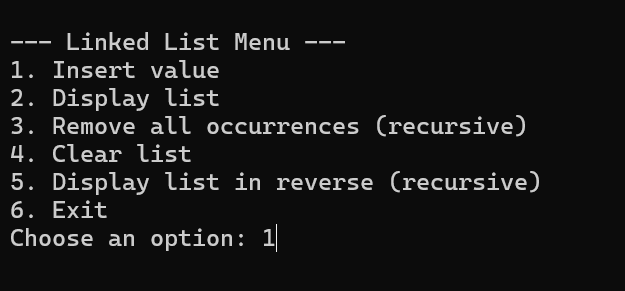 --- Linked List Menu ---
1. Insert value
2. Display list
3. Remove all occurrences (recursive)
4. Clear list
5. Display list in reverse (recursive)
6. Exit
Choose an option: 1